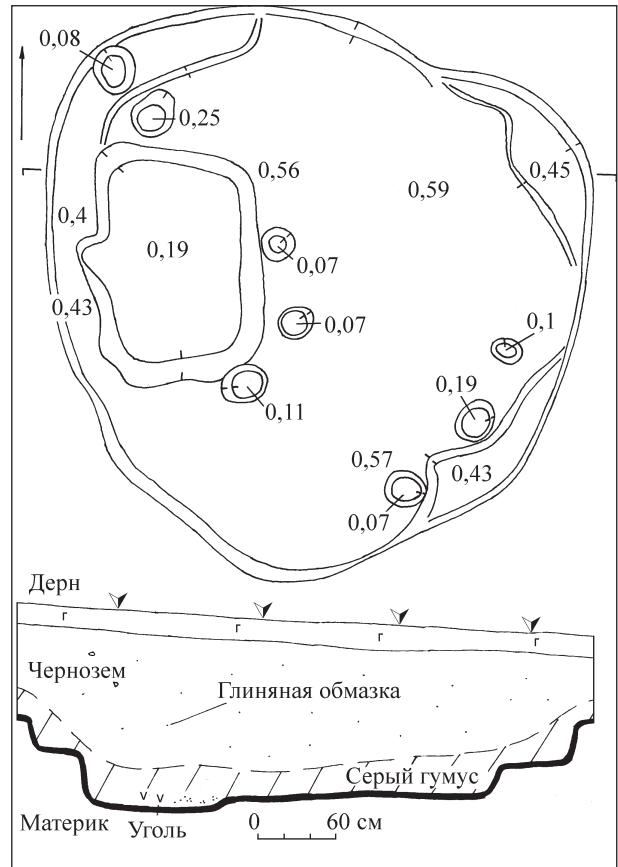 0,08
0,25
0,56
0,59
0,45
0,4
0,19
0,07
0,43
0,07
0,1
0,11
0,19
0,57
0,43
0,07
Дерн
г г г г
Чернозем
Глиняная обмазка
Серый гумус
Материк
Уголь
0 60 см